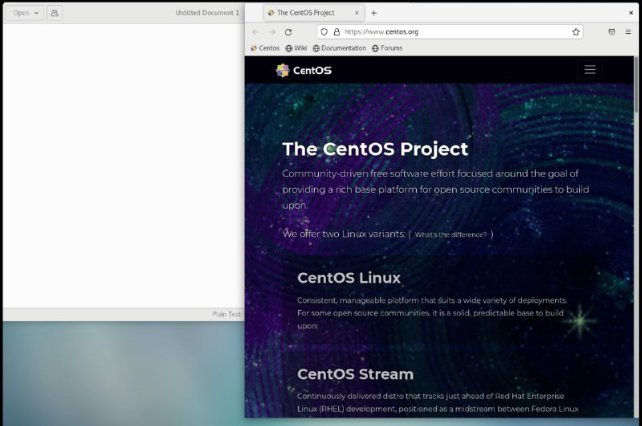 Open
Untitled Document 1
Plain Text
The CentOS Project
https://www.centos.org
Centos Wiki Documentation Forums
CentOS
The CentOS Project
Community-driven free software effort focused around the goal of
providing a rich base platform for open source communities to build
upon.
We offer two Linux variants: ( What's the difference? )
CentOS Linux
Consistent, manageable platform that suits a wide variety of deployments.
For some open source communities, it is a solid, predictable base to build
upon.
CentOS Stream
Continuously delivered distro that tracks just ahead of Red Hat Enterprise
Linux (RHEL) development, positioned as a midstream between Fedora Linux